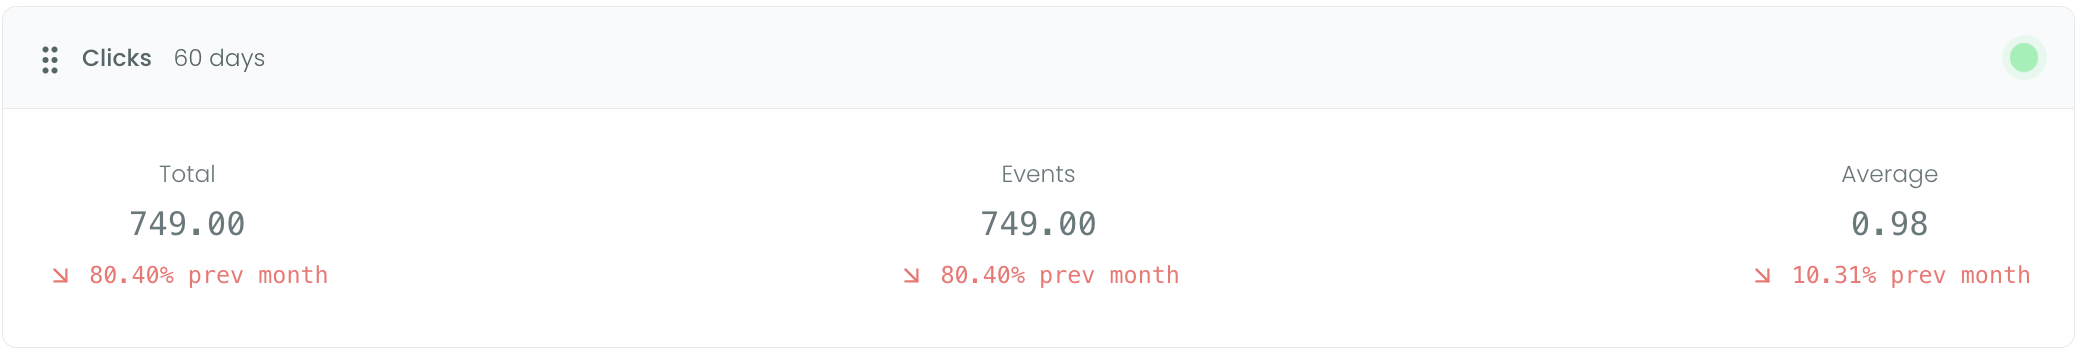 Clicks 60 days
Total
749.00
80.40% prev month
Events
749.00
80.40% prev month
Average
0.98
10.31% prev month